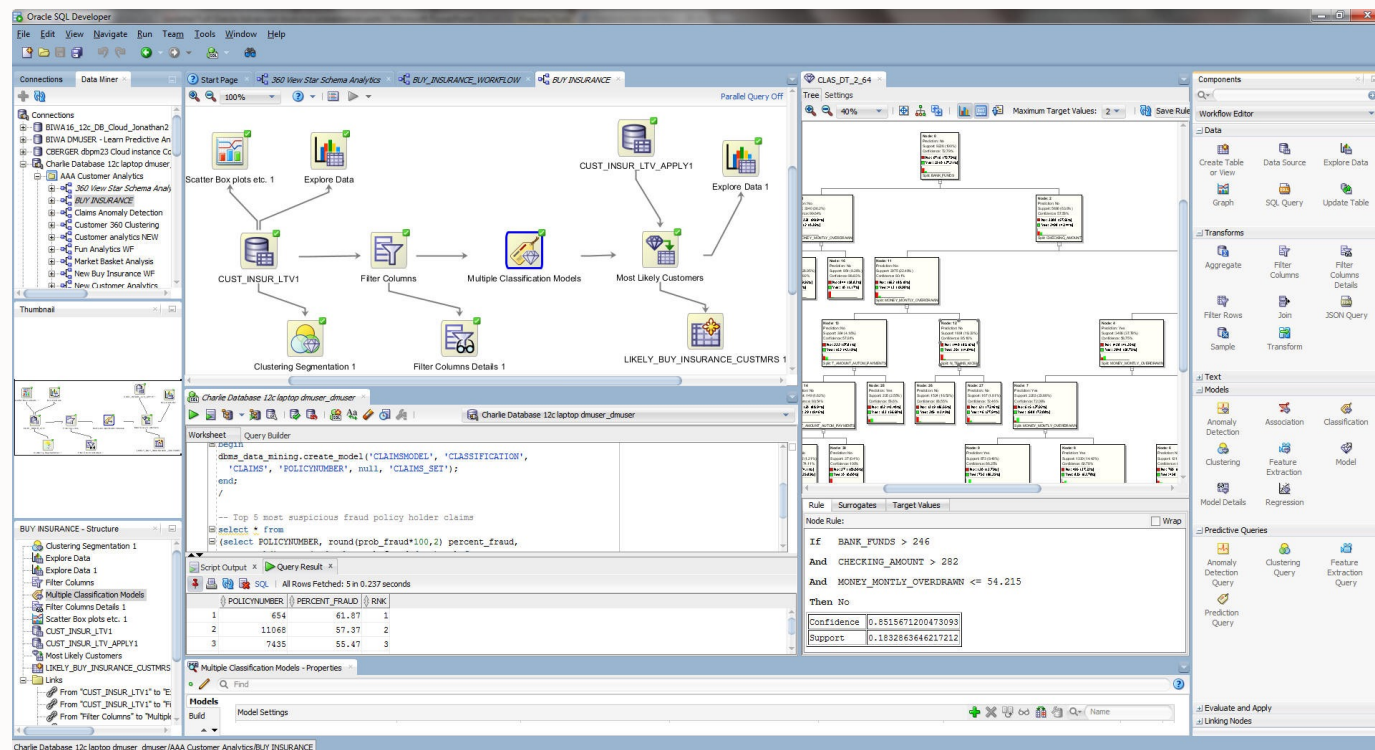 Oracle SQL Developer
File Edit View Navigate Run Team Tools Window Help
Connections Data Miner
Connections
BIWA16_12c_DB_Cloud_Jonathan2
BIWA DMUSER - Learn Predictive An
CBERGER dbpm23 Cloud instance Co
Charlie Database 12c laptop dmuser_
AAA Customer Analytics
360 View Star Schema Analy
BUY INSURANCE
Claims Anomaly Detection
Customer 360 Clustering
Customer analytics NEW
Fun Analytics WF
Market Basket Analysis
New Buy Insurance WF
New Customer Analytics
Thumbnail
BUY INSURANCE - Structure
Clustering Segmentation 1
Explore Data
Explore Data 1
Filter Columns
Multiple Classification Models
Filter Columns Details 1
Scatter Box plots etc. 1
CUST_INSUR_LTV1
CUST_INSUR_LTV_APPLY1
Most Likely Customers
LIKELY_BUY_INSURANCE_CUSTMRS
Links
From "CUST_INSUR_LTV1" to "E
From "CUST_INSUR_LTV1" to "Fi
From "Filter Columns" to "Multiple
Start Page 360 View Star Schema Analytics BUY_INSURANCE_WORKFLOW BUY INSURANCE
100% Parallel Query Off
Scatter Box plots etc. 1
Explore Data
CUST_INSUR_LTV_APPLY1
Explore Data 1
CUST_INSUR_LTV1
Filter Columns
Multiple Classification Models
Most Likely Customers
Clustering Segmentation 1
Filter Columns Details 1
LIKELY_BUY_INSURANCE_CUSTMRS 1
Charlie Database 12c laptop dmuser_dmuser
Charlie Database 12c laptop dmuser_dmuser
Worksheet Query Builder
begin
dbms_data_mining.create_model('CLAIMSMODEL', 'CLASSIFICATION',
'CLAIMS', 'POLICYNUMBER', null, 'CLAIMS_SET');
end;
/
-- Top 5 most suspicious fraud policy holder claims
select * from
(select POLICYNUMBER, round(prob_fraud*100,2) percent_fraud,
Script Output x Query Result x
SQL | All Rows Fetched: 5 in 0.237 seconds
POLICYNUMBER PERCENT_FRAUD RNK
1 654 61.87 1
2 11068 57.37 2
3 7435 55.47 3
Multiple Classification Models - Properties
Find
Models
Build
Model Settings
Name
CLAS_DT_2_64
Tree Settings
40% Maximum Target Values: 2 Save Rule
Rule Surrogates Target Values
Node Rule: Wrap
If BANK_FUNDS > 246
And CHECKING_AMOUNT > 282
And MONEY_MONTLY_OVERDRAWN <= 54.215
Then No
Confidence 0.8515671200473093
Support 0.1832863646217212
Components
Workflow Editor
Data
Create Table or View
Data Source
Explore Data
Graph
SQL Query
Update Table
Transforms
Aggregate
Filter Columns
Filter Columns Details
Filter Rows
Join
JSON Query
Sample
Transform
Text
Models
Anomaly Detection
Association
Classification
Clustering
Feature Extraction
Model
Model Details
Regression
Predictive Queries
Anomaly Detection Query
Clustering Query
Feature Extraction Query
Prediction Query
Evaluate and Apply
Linking Nodes
Charlie Database 12c laptop dmuser_dmuser/AAA Customer Analytics/BUY INSURANCE